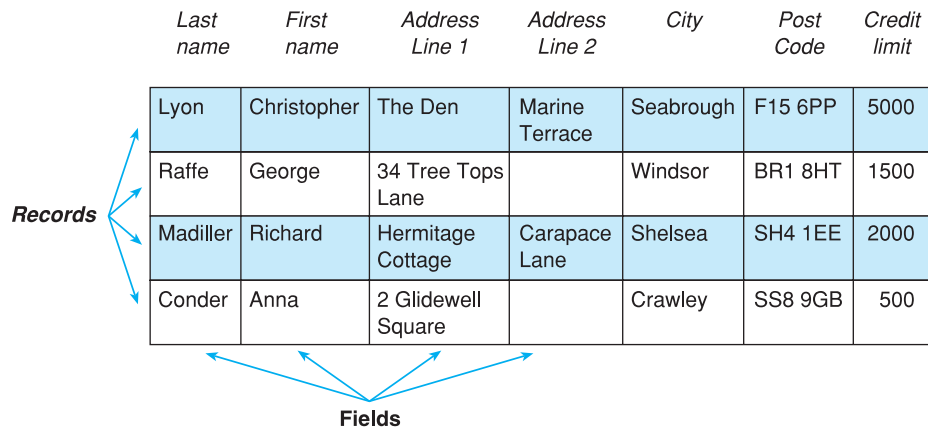 Last First Address Address City Post Credit
name name Line 1 Line 2 Code limit
Lyon Christopher The Den Marine Seabrough F15 6PP 5000
Terrace
Raffe George 34 Tree Tops Windsor BR1 8HT 1500
Lane
Records
Madiller Richard Hermitage Carapace Shelsea SH4 1EE 2000
Cottage Lane
Conder Anna 2 Glidewell Crawley SS8 9GB 500
Square
Fields